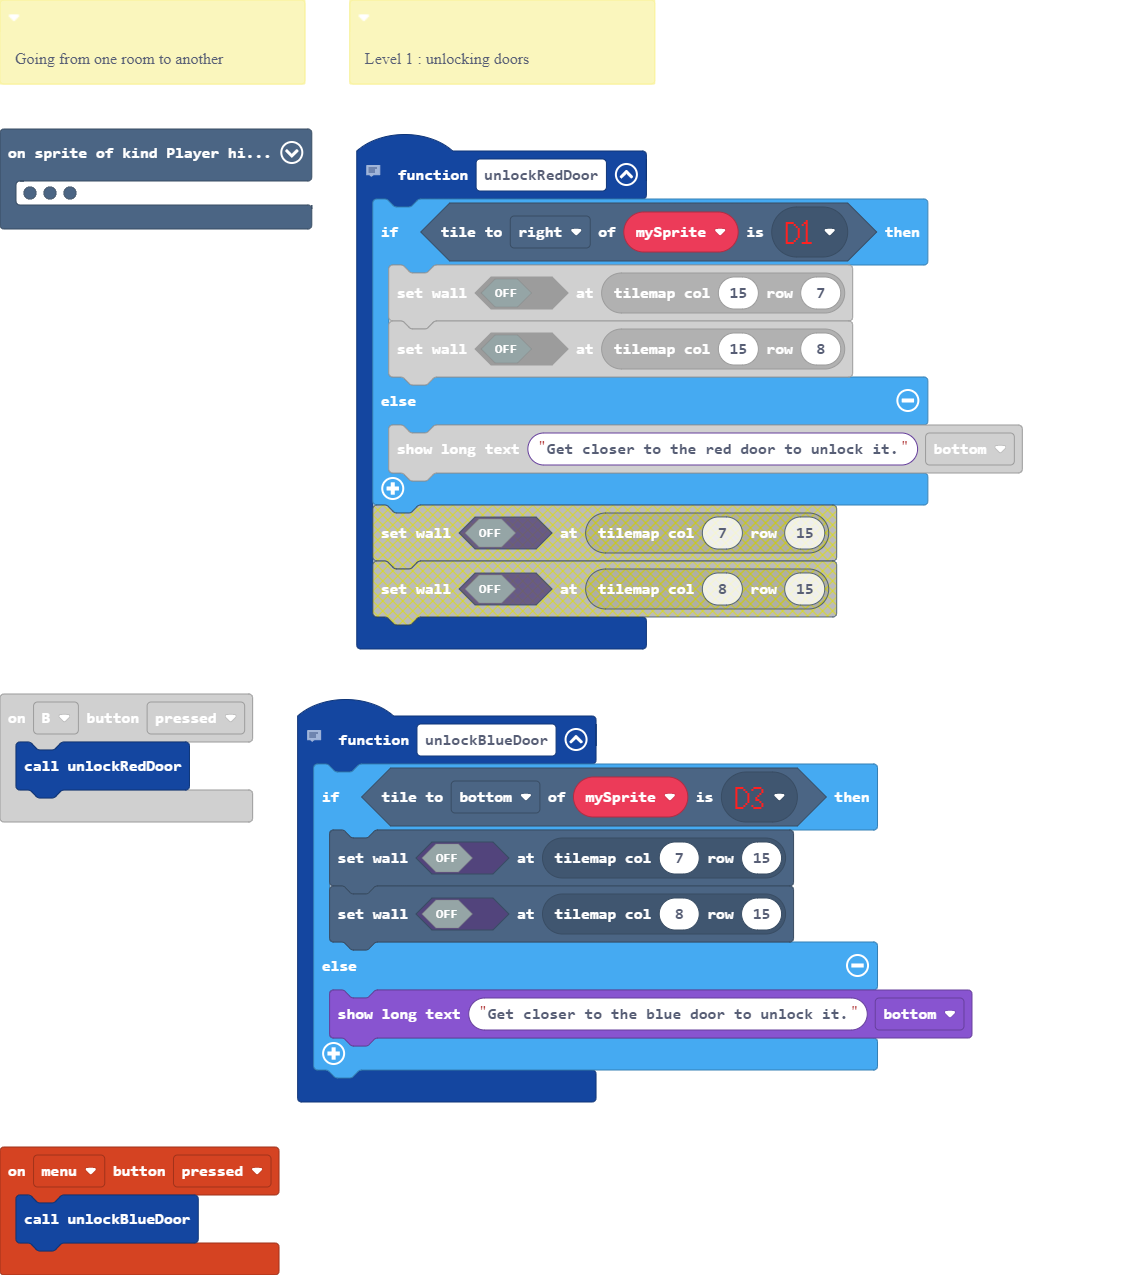 Going from one room to another
Level 1 : unlocking doors
on sprite of kind Player hi...
function unlockRedDoor
if tile to right of mySprite is D1 then
set wall OFF at tilemap col 15 row 7
set wall OFF at tilemap col 15 row 8
else
show long text "Get closer to the red door to unlock it." bottom
set wall OFF at tilemap col 7 row 15
set wall OFF at tilemap col 8 row 15
on B button pressed
call unlockRedDoor
function unlockBlueDoor
if tile to bottom of mySprite is D3 then
set wall OFF at tilemap col 7 row 15
set wall OFF at tilemap col 8 row 15
else
show long text "Get closer to the blue door to unlock it." bottom
on menu button pressed
call unlockBlueDoor